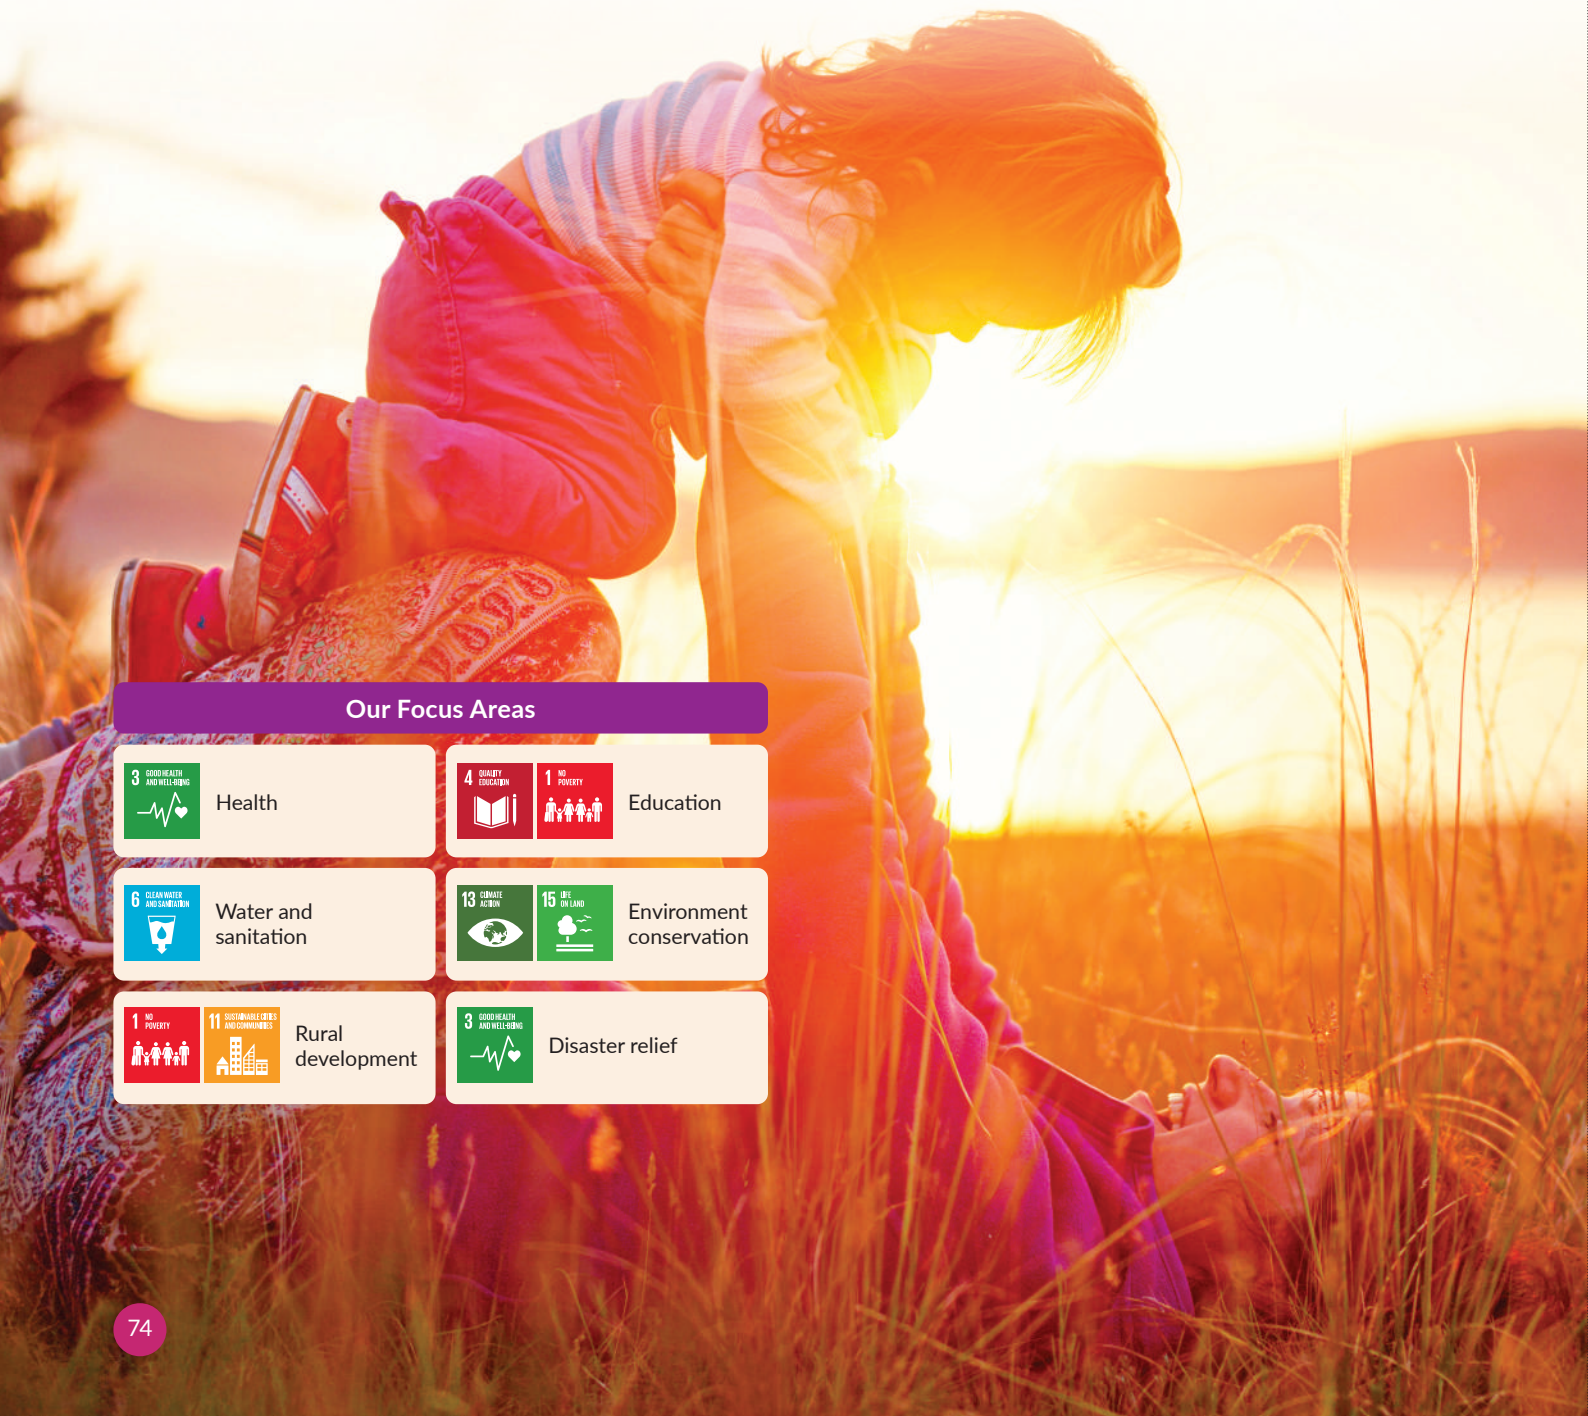 Our Focus Areas
3 GOOD HEALTH
AND WELL-BEING
Health
4 QUALITY
EDUCATION
1 NO
POVERTY
Education
6 CLEAN WATER
AND SANITATION
Water and
sanitation
13 CLIMATE
ACTION
15 LIFE
ON LAND
Environment
conservation
1 NO
POVERTY
11 SUSTAINABLE CITIES
AND COMMUNITIES
Rural
development
3 GOOD HEALTH
AND WELL-BEING
Disaster relief
74